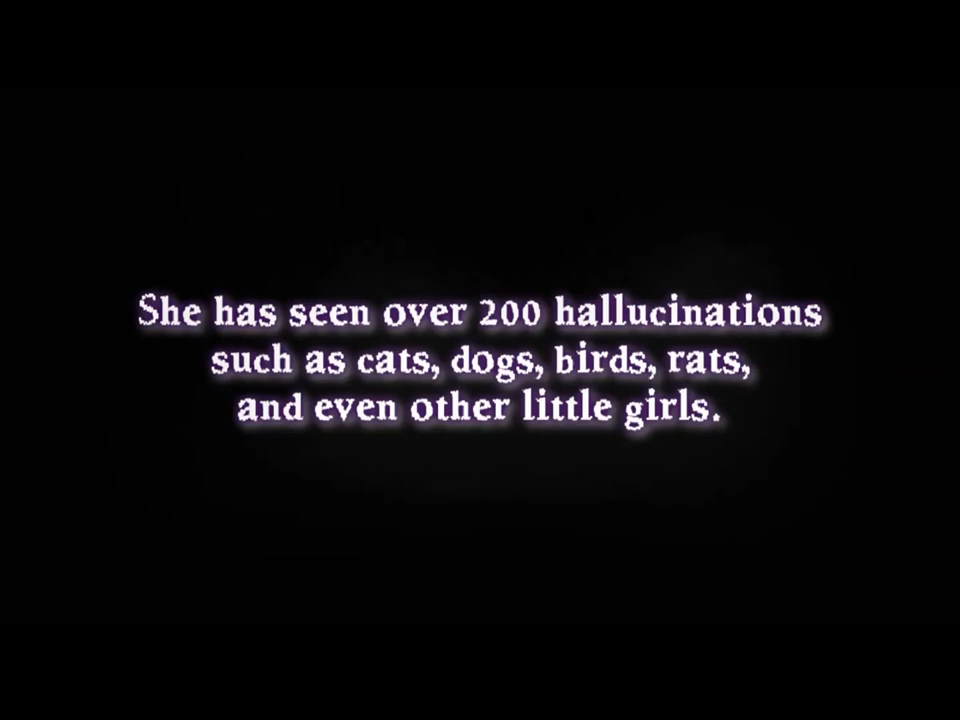 She has seen over 200 hallucinations
such as cats, dogs, birds, rats,
and even other little girls.